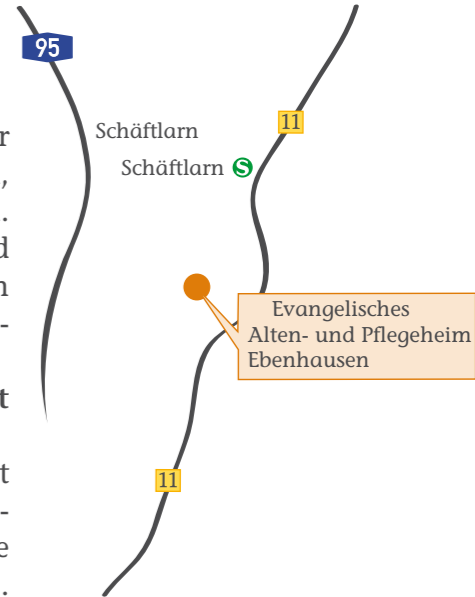 95
11
Schäftlarn
Schäftlarn S
Evangelisches
Alten- und Pflegeheim
Ebenhausen
11
r
,
.
d
n
-
t
t
-
e
.